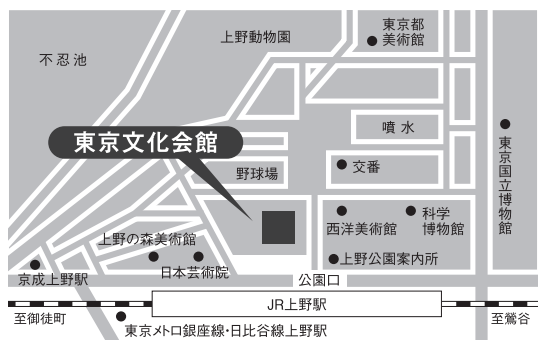 東京都
美術館
上野動物園
不忍池
噴水
東京文化会館
東京国立博物館
交番
野球場
西洋美術館
科学
博物館
上野の森美術館
日本芸術院
上野公園案内所
京成上野駅
公園口
JR上野駅
至御徒町
至鶯谷
東京メトロ銀座線・日比谷線上野駅